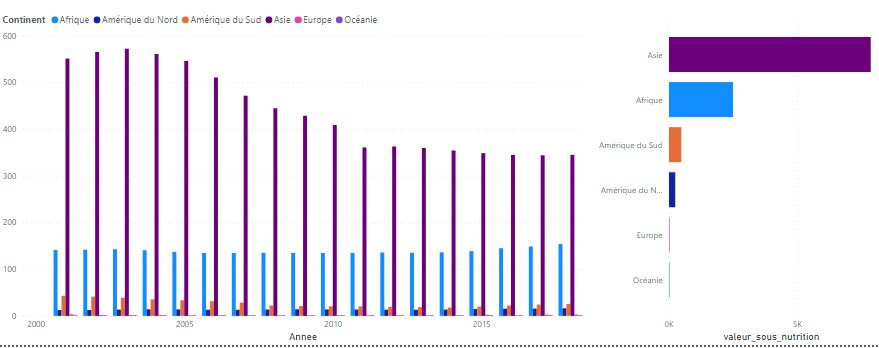 Continent Afrique Amérique du Nord Amérique du Sud Asie Europe Océanie
600
500
400
300
200
100
0
2000 2005 2010 2015
Annee
Asie
Afrique
Amérique du Sud
Amérique du N...
Europe
Océanie
0K 5K
valeur_sous_nutrition